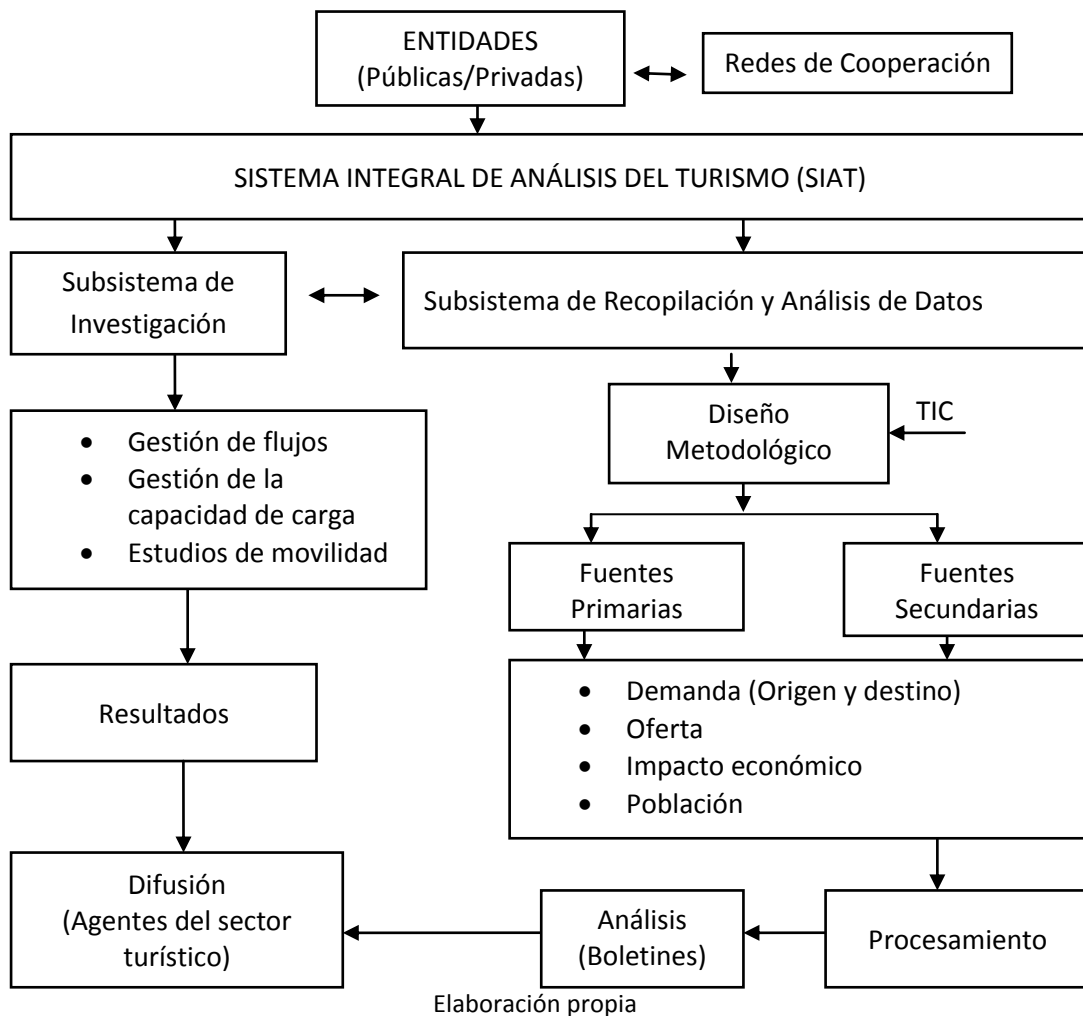 ENTIDADES
(Públicas/Privadas)
Redes de Cooperación
SISTEMA INTEGRAL DE ANÁLISIS DEL TURISMO (SIAT)
Subsistema de
Investigación
Subsistema de Recopilación y Análisis de Datos
Diseño
Metodológico
TIC
• Gestión de flujos
• Gestión de la
capacidad de carga
• Estudios de movilidad
Fuentes
Primarias
Fuentes
Secundarias
Resultados
• Demanda (Origen y destino)
• Oferta
• Impacto económico
• Población
Difusión
(Agentes del sector
turístico)
Análisis
(Boletines)
Procesamiento
Elaboración propia